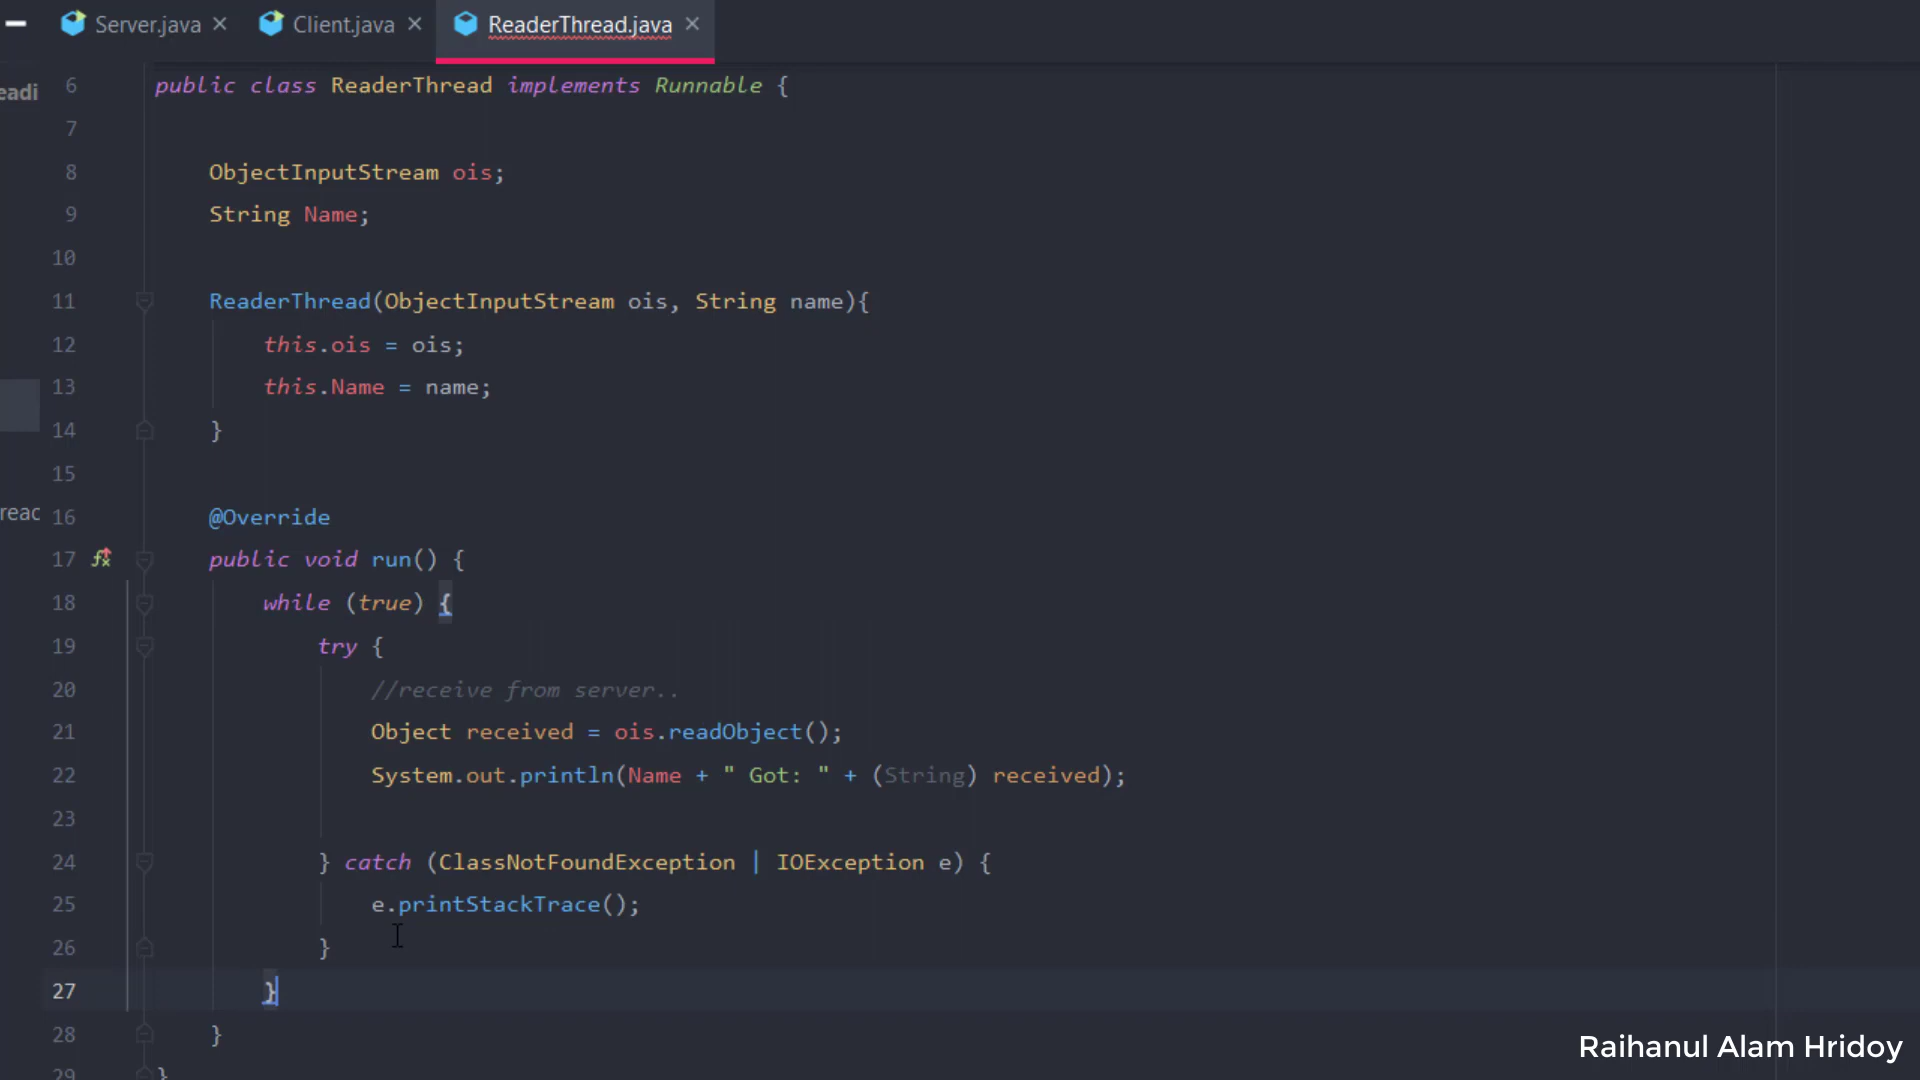 Server.java × Client.java × ReaderThread.java ×
eadi
6 public class ReaderThread implements Runnable {
7
8 ObjectInputStream ois;
9 String Name;
10
11 ReaderThread(ObjectInputStream ois, String name){
12 this.ois = ois;
13 this.Name = name;
14 }
15
reac
16 @Override
17 public void run() {
18 while (true) {
19 try {
20 //receive from server..
21 Object received = ois.readObject();
22 System.out.println(Name + " Got: " + (String) received);
23
24 } catch (ClassNotFoundException | IOException e) {
25 e.printStackTrace();
26 }
27 }
28 }
29 }
Raihanul Alam Hridoy